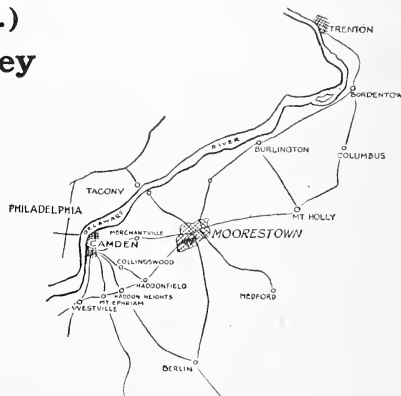 .)
ey
TRENTON
BORDENTOW
RIVER
BURLINGTON
COLUMBUS
TACONY
PHILADELPHIA
DELAWARE
MT HOLLY
MERCHANTVILLE
MOORESTOWN
CAMDEN
COLLINGSWOOD
HADDONFIELD
MEDFORD
HADDON HEIGHTS
MT EPHRIAM
WESTVILLE
BERLIN